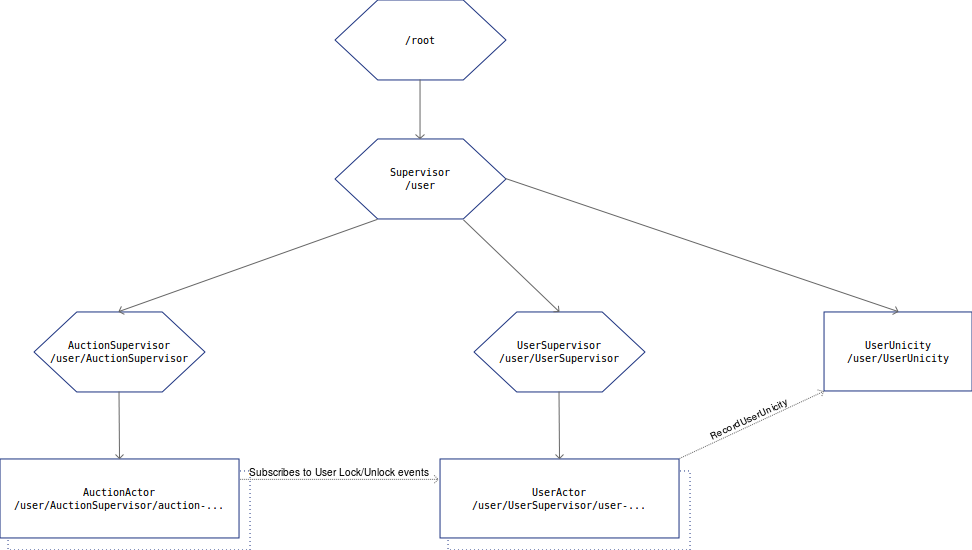 /root
Supervisor
/user
AuctionSupervisor
/user/AuctionSupervisor
UserSupervisor
/user/UserSupervisor
UserUnicity
/user/UserUnicity
RecordUserUnicity
Subscribes to User Lock/Unlock events
AuctionActor
/user/AuctionSupervisor/auction-...
UserActor
/user/UserSupervisor/user-...